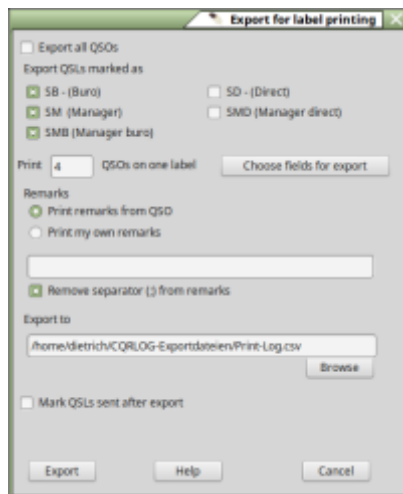 Export for label printing
Export all QSOs
Export QSLs marked as
SB - (Buro) SD - (Direct)
SM (Manager) SMD (Manager direct)
SMB (Manager buro)
Print 4 QSOs on one label Choose fields for export
Remarks
Print remarks from QSO
Print my own remarks
Remove separator (;) from remarks
Export to
/home/dietrich/CQRLOG-Exportdateien/Print-Log.csv
Browse
Mark QSLs sent after export
Export Help Cancel